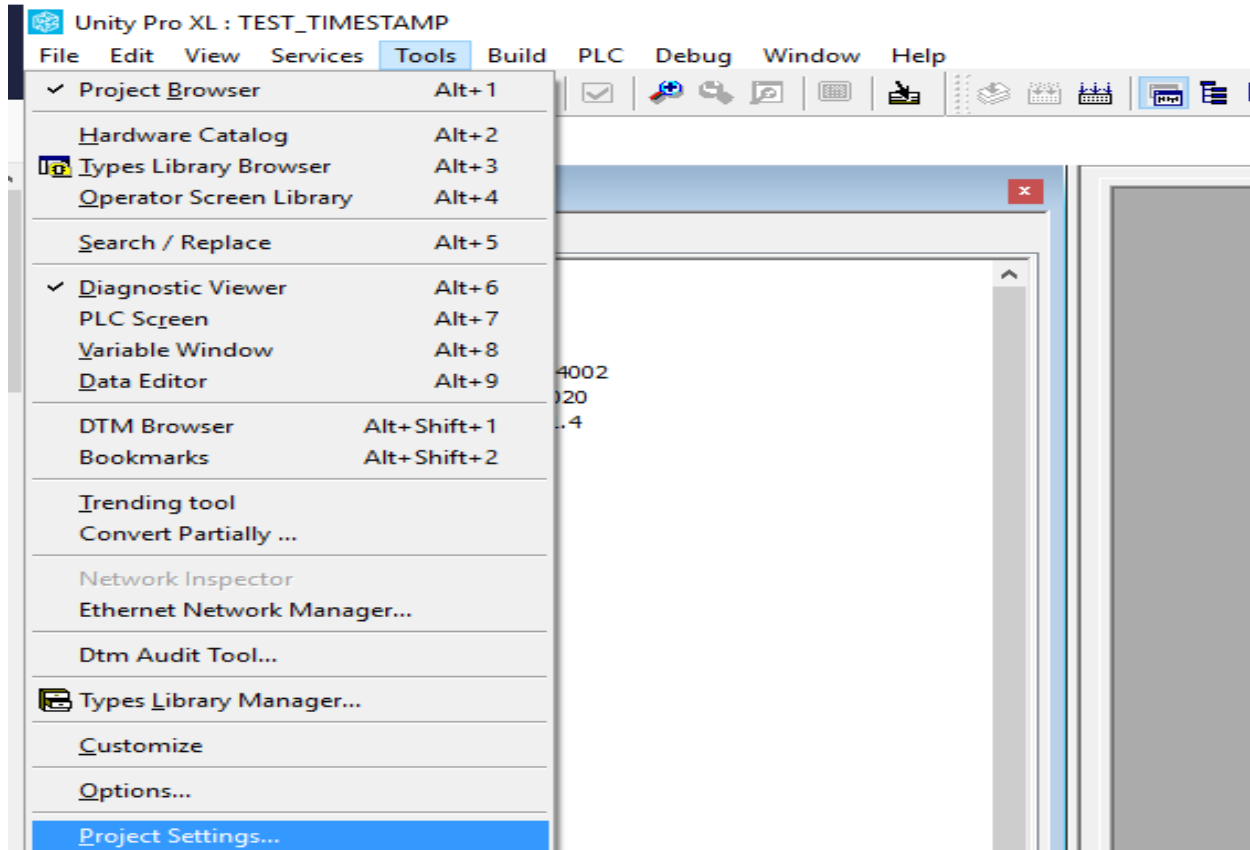 Unity Pro XL : TEST_TIMESTAMP
File Edit View Services Tools Build PLC Debug Window Help
Project Browser Alt+1
Hardware Catalog Alt+2
Types Library Browser Alt+3
Operator Screen Library Alt+4
Search / Replace Alt+5
Diagnostic Viewer Alt+6
PLC Screen Alt+7
Variable Window Alt+8
4002
Data Editor Alt+9
020
.4
DTM Browser Alt+Shift+1
Bookmarks Alt+Shift+2
Trending tool
Convert Partially ...
Network Inspector
Ethernet Network Manager...
Dtm Audit Tool...
Types Library Manager...
Customize
Options...
Project Settings...